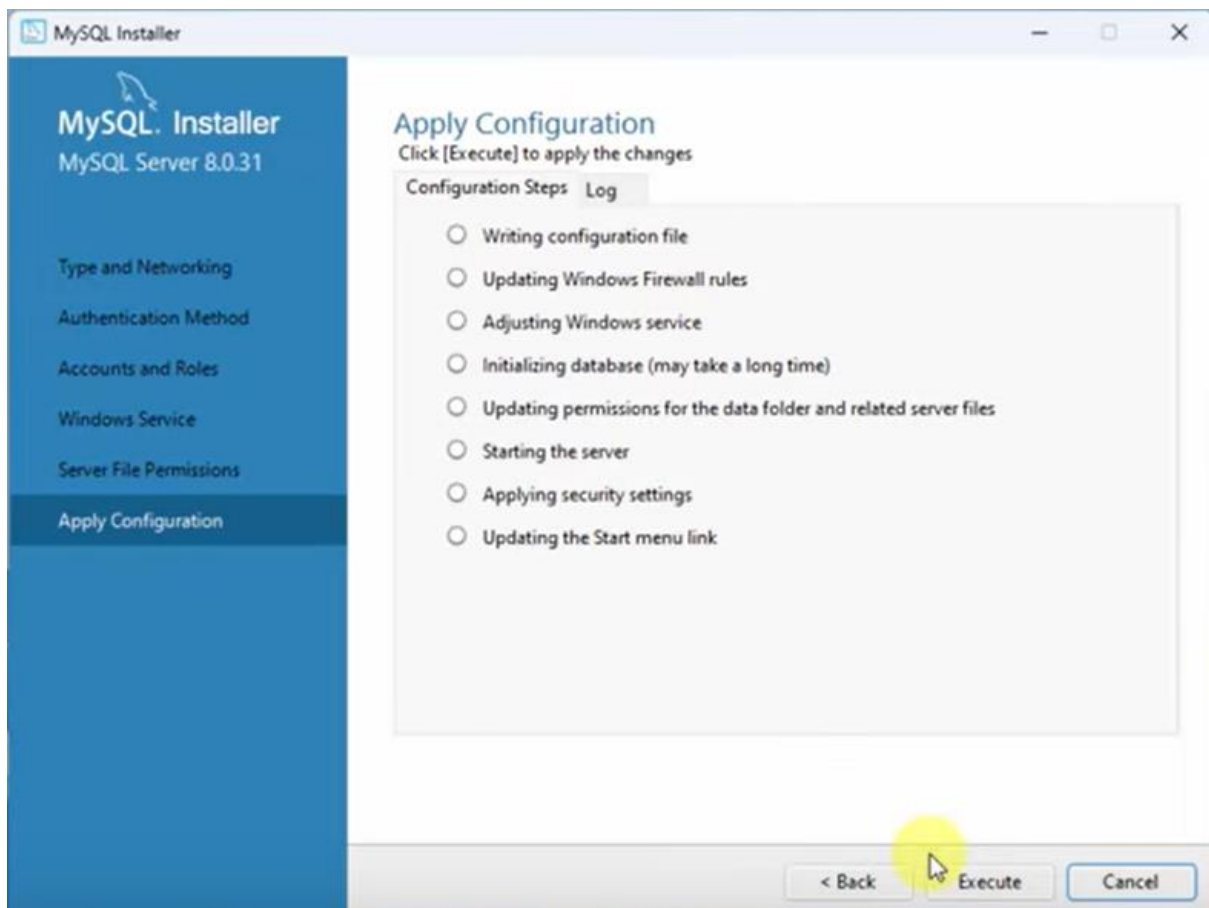 MySQL Installer
MySQL. Installer
MySQL Server 8.0.31
Type and Networking
Authentication Method
Accounts and Roles
Windows Service
Server File Permissions
Apply Configuration
Apply Configuration
Click [Execute] to apply the changes
Configuration Steps Log
Writing configuration file
Updating Windows Firewall rules
Adjusting Windows service
Initializing database (may take a long time)
Updating permissions for the data folder and related server files
Starting the server
Applying security settings
Updating the Start menu link
< Back Execute Cancel